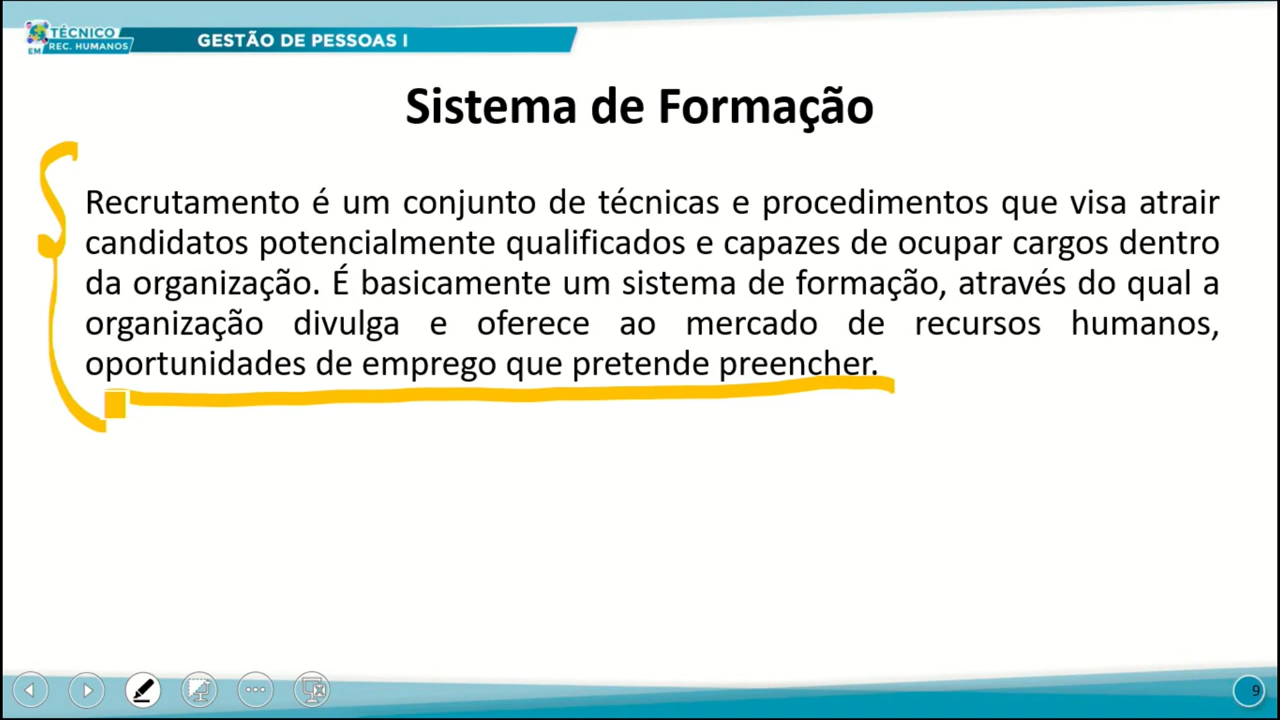 TÉCNICO
EM REC. HUMANOS
GESTÃO DE PESSOAS I
Sistema de Formação
Recrutamento é um conjunto de técnicas e procedimentos que visa atrair
candidatos potencialmente qualificados e capazes de ocupar cargos dentro
da organização. É basicamente um sistema de formação, através do qual a
organização divulga e oferece ao mercado de recursos humanos,
oportunidades de emprego que pretende preencher.
9